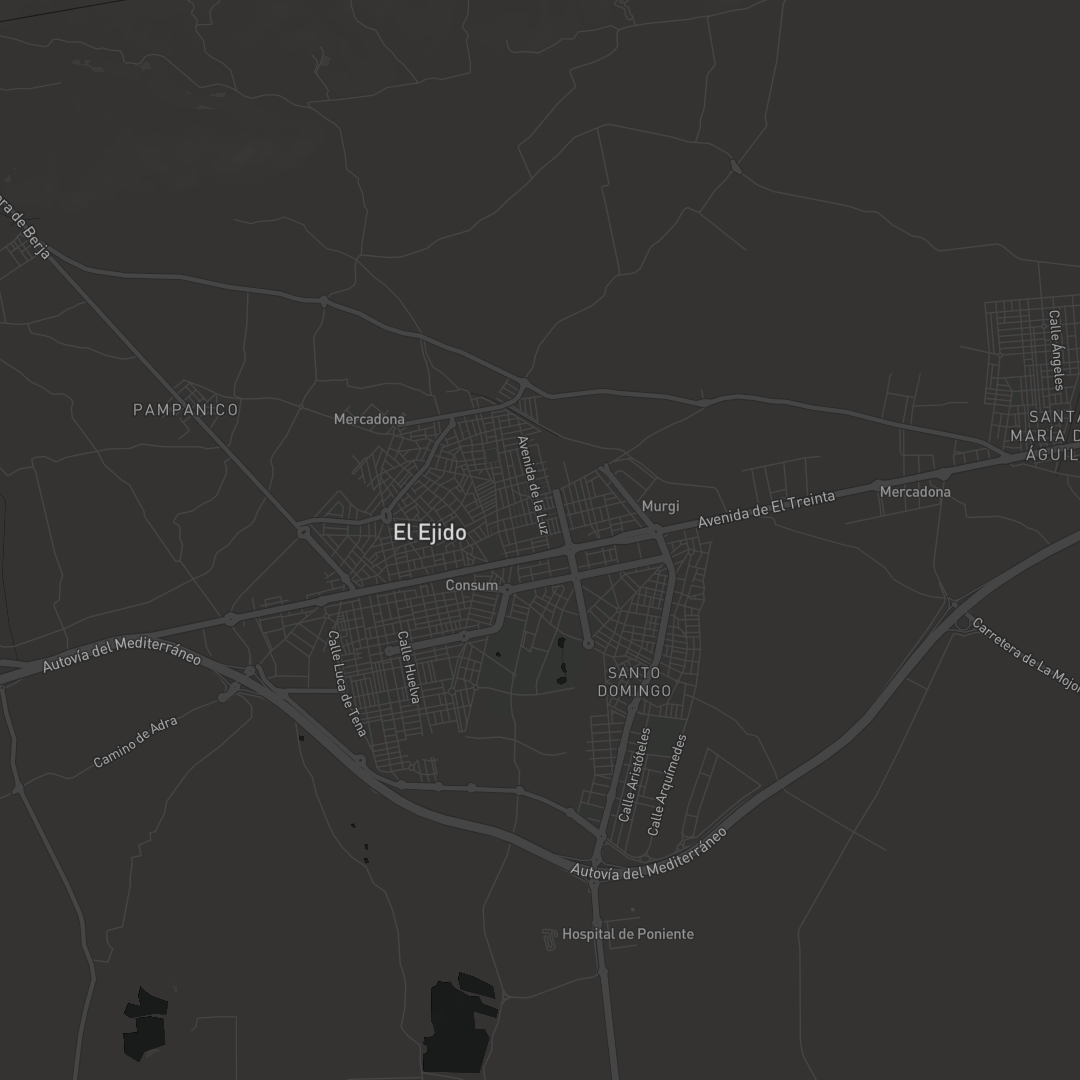 ra de Berja
Calle Ángeles
PAMPANICO
Mercadona
SANTA
MARÍA D
ÁGUIL
Avenida de la Luz
Mercadona
Avenida de El Treinta
Murgi
El Ejido
Consum
Autovía del Mediterráneo
Calle Luca de Tena
Calle Huelva
Carretera de La Mojor
SANTO
DOMINGO
Camino de Adra
Calle Aristóteles
Calle Arquímedes
Autovía del Mediterráneo
Hospital de Poniente